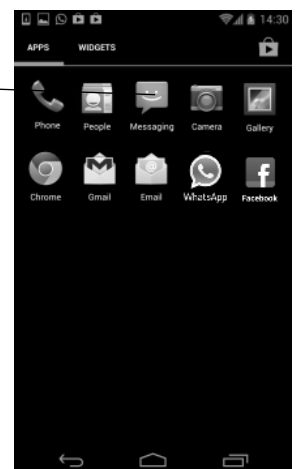 14:30
APPS WIDGETS
Phone People Messaging Camera Gallery
Chrome Gmail Email WhatsApp Facebook